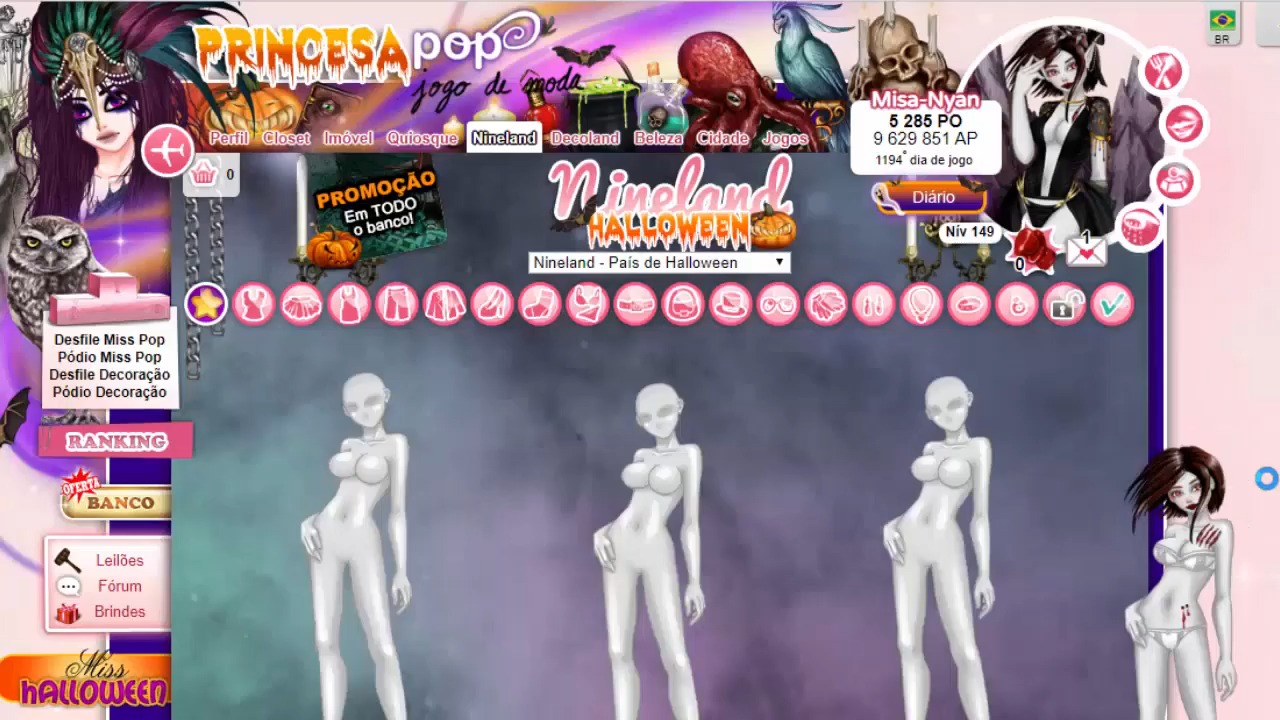 PRINCESA pop
jogo de moda
BR
Misa-Nyan
5 285 PO
9 629 851 AP
1194° dia de jogo
Perfil Closet Imóvel Quiosque Nineland Decoland Beleza Cidade Jogos
0
PROMOÇÃO
Em TODO
o banco!
Nineland
HALLOWEEN
Diário
Nív 149
1
0
Nineland - País de Halloween
Desfile Miss Pop
Pódio Miss Pop
Desfile Decoração
Pódio Decoração
RANKING
OFERTA
BANCO
Leilões
Fórum
Brindes
Miss
hALLOWEEN